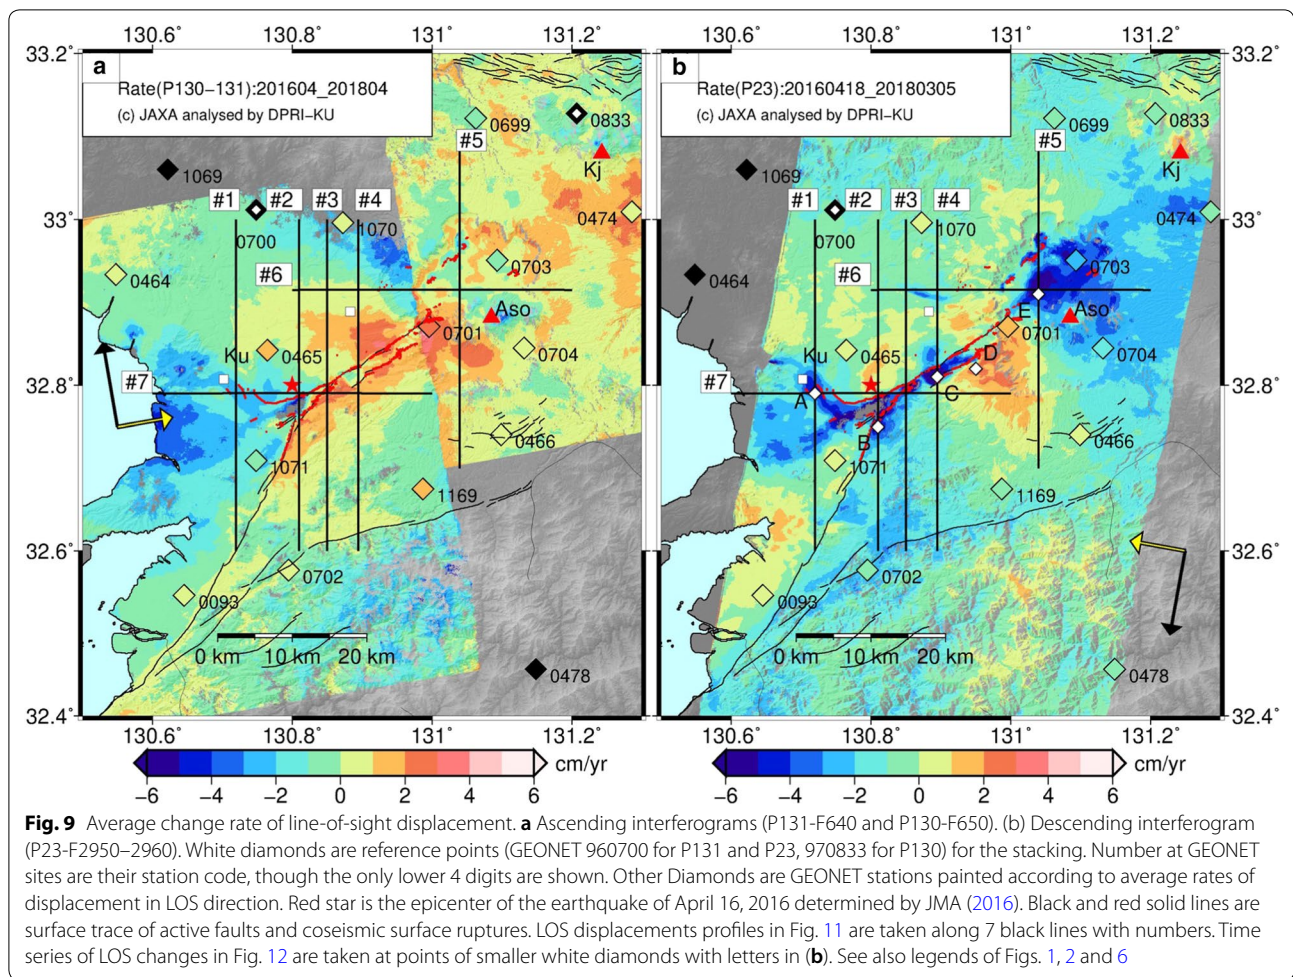 130.6° 130.8° 131° 131.2°
130.6° 130.8° 131° 131.2°
33.2°
33°
32.8°
32.6°
32.4°
a
Rate(P130−131):201604_201804
(c) JAXA analysed by DPRI−KU
0699
0833
#5
Kj
1069
#1 #2 #3 #4
0474
0700
1070
#6
0703
0464
Aso
0701
Ku 0465
0704
#7
0466
1071
1169
0702
0093
0 km 10 km 20 km
0478
130.6° 130.8° 131° 131.2°
−6 −4 −2 0 2 4 6
cm/yr
b
Rate(P23):20160418_20180305
(c) JAXA analysed by DPRI−KU
0699
0833
#5
Kj
1069
#1 #2 #3 #4
0474
0700
1070
#6
0703
0464
E
Aso
0701
Ku 0465
D
0704
#7
A
C
B
0466
1071
1169
0702
0093
0 km 10 km 20 km
0478
33.2°
33°
32.8°
32.6°
32.4°
130.6° 130.8° 131° 131.2°
−6 −4 −2 0 2 4 6
cm/yr
Fig. 9 Average change rate of line-of-sight displacement. a Ascending interferograms (P131-F640 and P130-F650). (b) Descending interferogram
(P23-F2950–2960). White diamonds are reference points (GEONET 960700 for P131 and P23, 970833 for P130) for the stacking. Number at GEONET
sites are their station code, though the only lower 4 digits are shown. Other Diamonds are GEONET stations painted according to average rates of
displacement in LOS direction. Red star is the epicenter of the earthquake of April 16, 2016 determined by JMA (2016). Black and red solid lines are
surface trace of active faults and coseismic surface ruptures. LOS displacements profiles in Fig. 11 are taken along 7 black lines with numbers. Time
series of LOS changes in Fig. 12 are taken at points of smaller white diamonds with letters in (b). See also legends of Figs. 1, 2 and 6